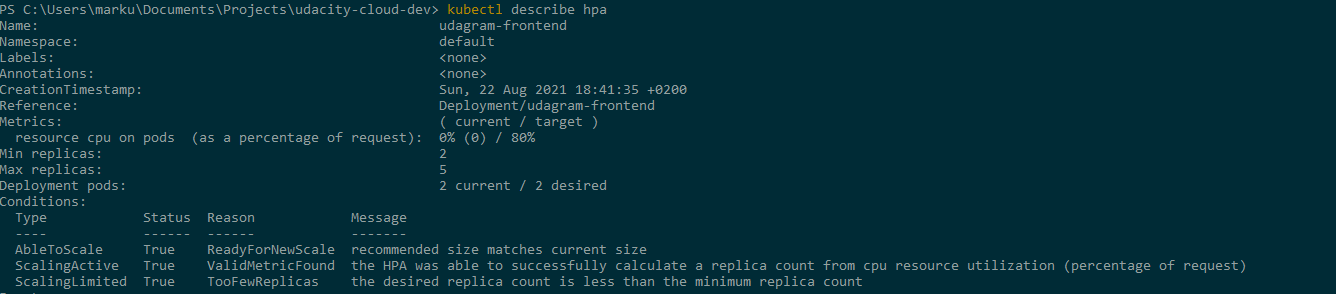 PS C:\Users\marku\Documents\Projects\udacity-cloud-dev> kubectl describe hpa
Name:                                                  udagram-frontend
Namespace:                                             default
Labels:                                                <none>
Annotations:                                           <none>
CreationTimestamp:                                     Sun, 22 Aug 2021 18:41:35 +0200
Reference:                                             Deployment/udagram-frontend
Metrics:                                               ( current / target )
  resource cpu on pods  (as a percentage of request):  0% (0) / 80%
Min replicas:                                          2
Max replicas:                                          5
Deployment pods:                                       2 current / 2 desired
Conditions:
  Type            Status  Reason            Message
  ----            ------  ------            -------
  AbleToScale     True    ReadyForNewScale  recommended size matches current size
  ScalingActive   True    ValidMetricFound  the HPA was able to successfully calculate a replica count from cpu resource utilization (percentage of request)
  ScalingLimited  True    TooFewReplicas    the desired replica count is less than the minimum replica count